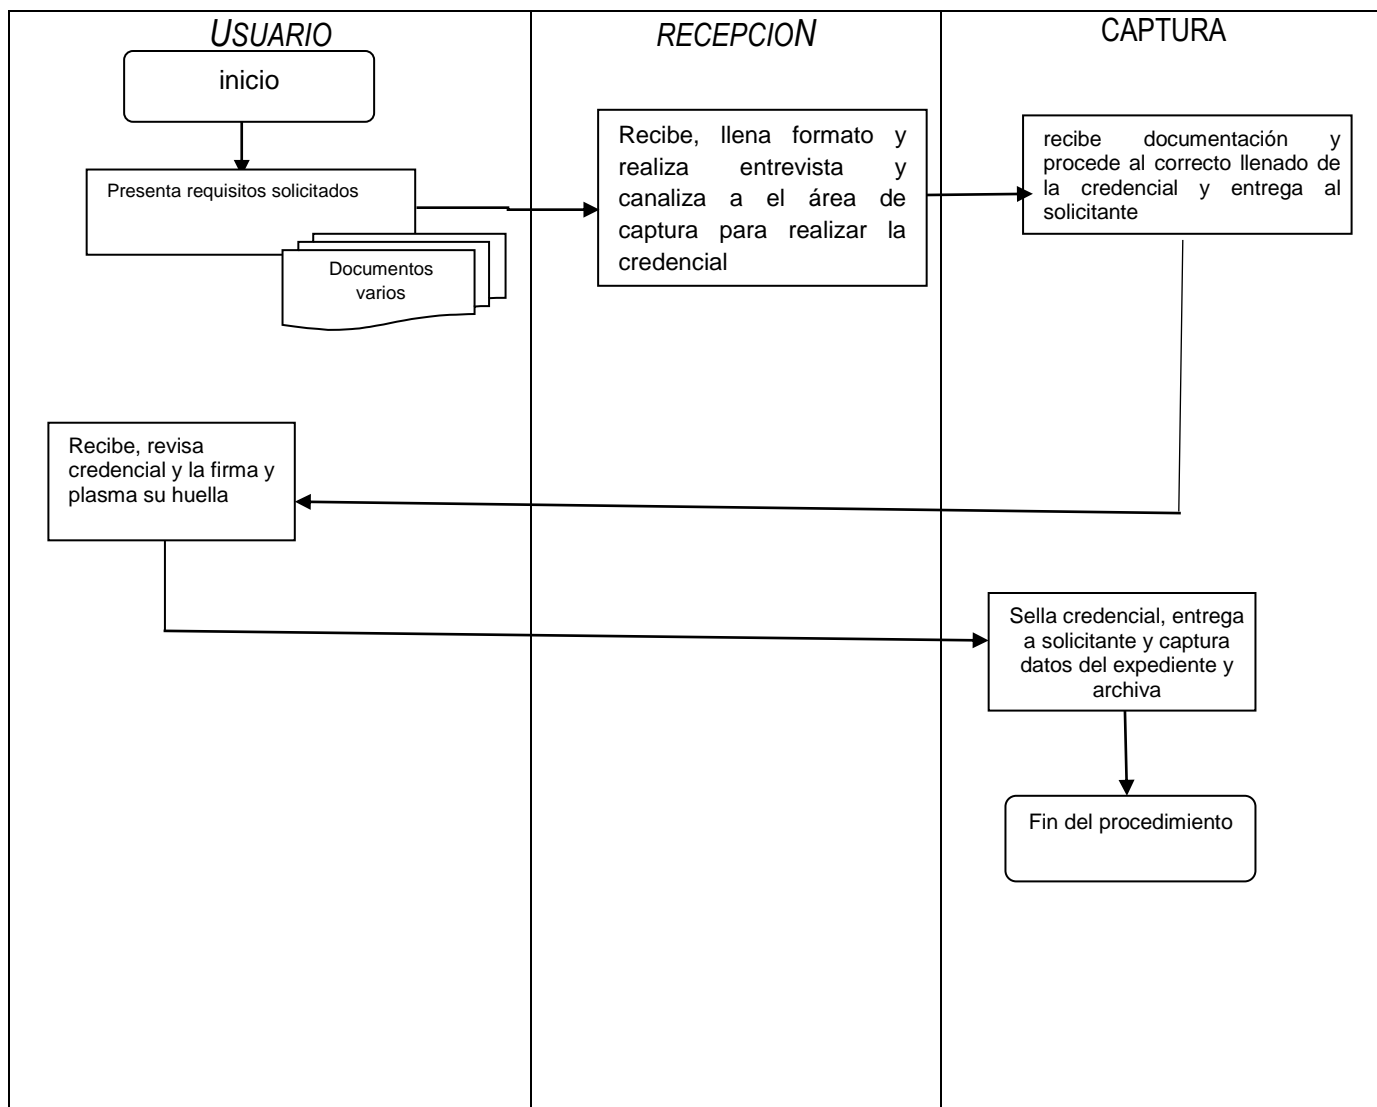 USUARIO
RECEPCION
CAPTURA
inicio
Presenta requisitos solicitados
Documentos
varios
Recibe, llena formato y
realiza entrevista y
canaliza a el área de
captura para realizar la
credencial
recibe documentación y
procede al correcto llenado de
la credencial y entrega al
solicitante
Recibe, revisa
credencial y la firma y
plasma su huella
Sella credencial, entrega
a solicitante y captura
datos del expediente y
archiva
Fin del procedimiento